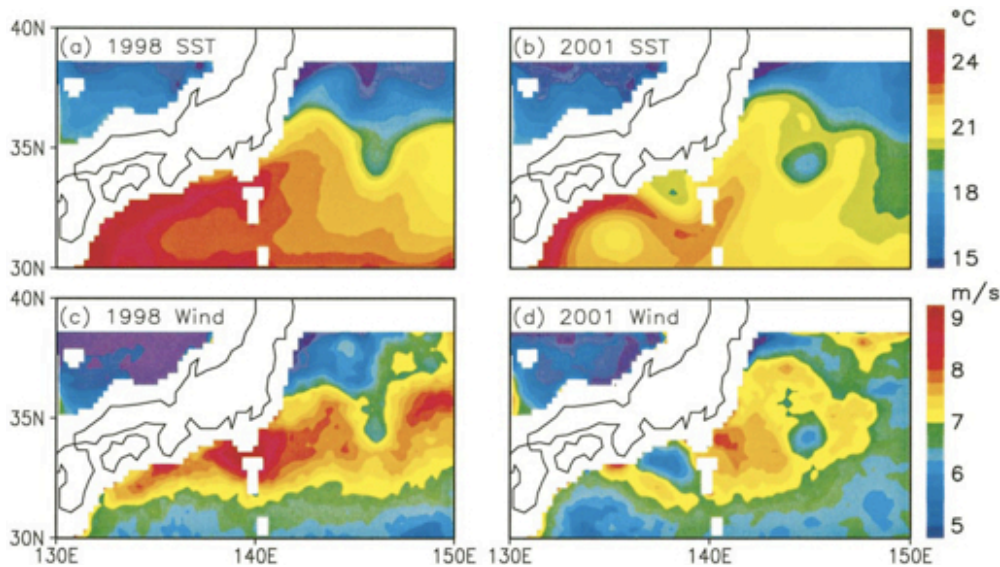 °C
40N
(a) 1998 SST
(b) 2001 SST
24
35N
21
18
30N
15
40N
m/s
(c) 1998 Wind
(d) 2001 Wind
9
8
35N
7
6
30N
5
130E
140E
150E
130E
140E
150E